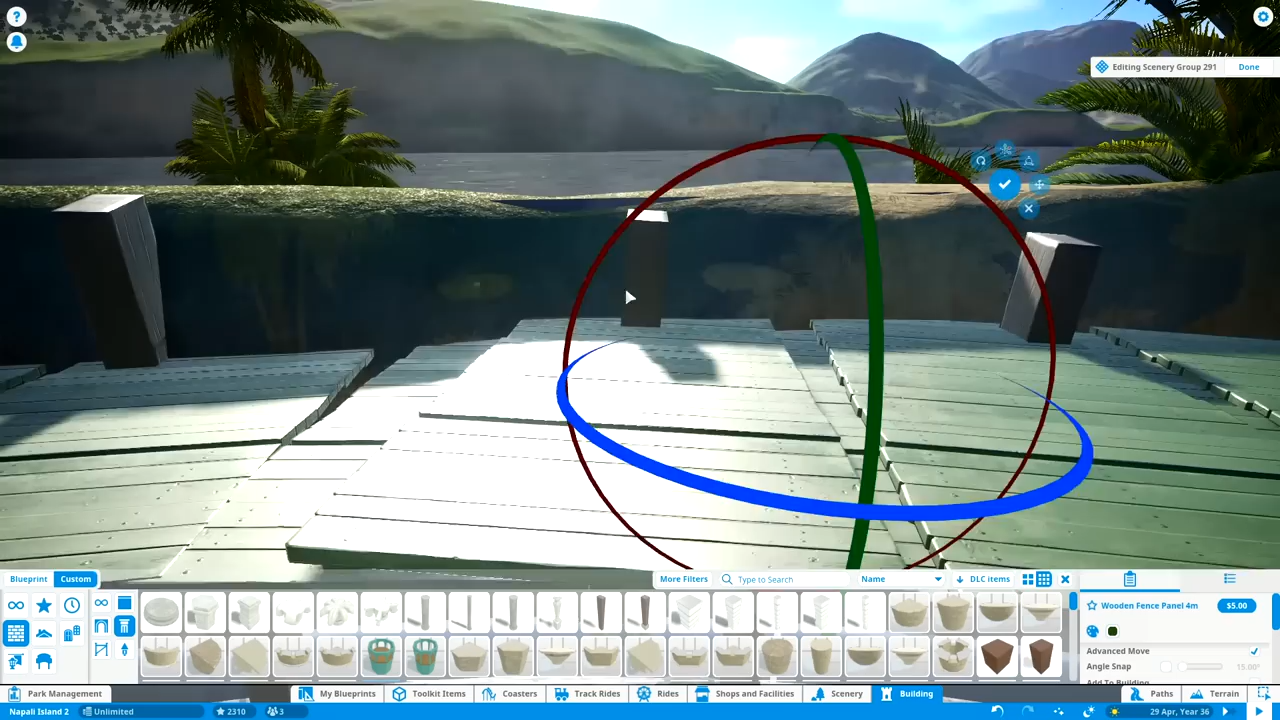 ?
Editing Scenery Group 291 Done
Blueprint Custom
More Filters Type to Search Name DLC items
Wooden Fence Panel 4m $5.00
Advanced Move
Angle Snap 15.00°
Park Management My Blueprints Toolkit Items Coasters Track Rides Rides Shops and Facilities Scenery Building Paths Terrain
Napali Island 2 Unlimited 2310 3 29 Apr, Year 36